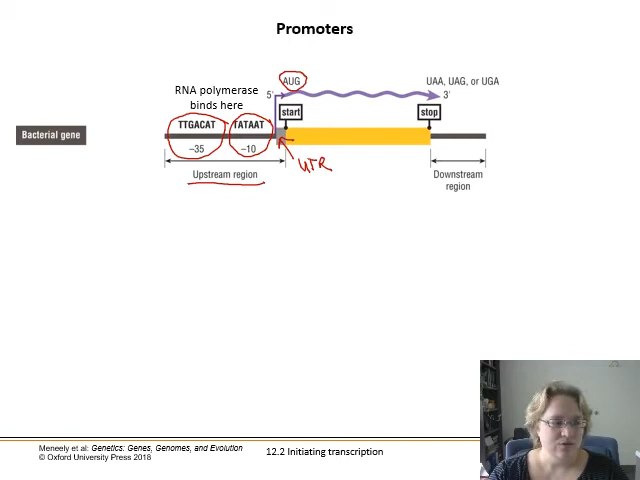 Promoters
AUG
UAA, UAG, or UGA
RNA polymerase
binds here
5'
3'
start
stop
TTGACAT
TATAAT
Bacterial gene
–35
–10
UTR
Upstream region
Downstream
region
Meneely et al: Genetics: Genes, Genomes, and Evolution
© Oxford University Press 2018
12.2 Initiating transcription